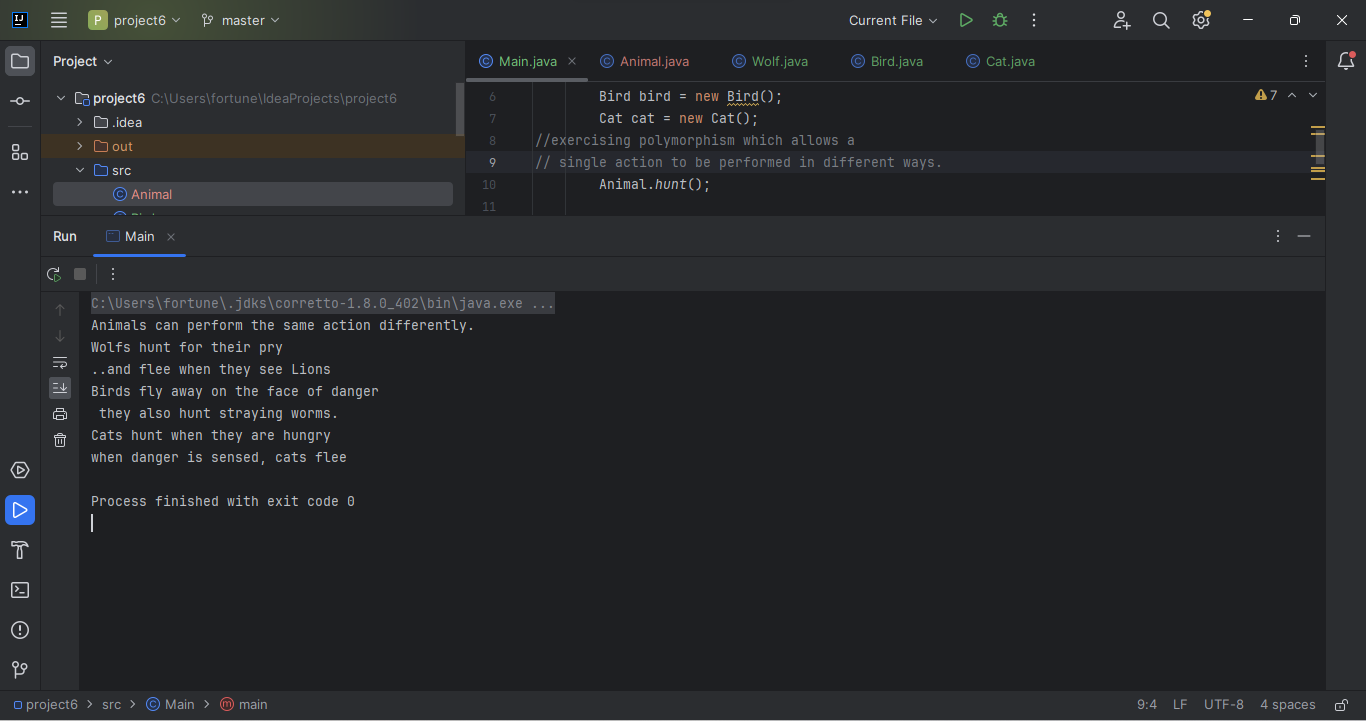 P project6 master Current File
Project
Main.java Animal.java Wolf.java Bird.java Cat.java
project6 C:\Users\fortune\IdeaProjects\project6
.idea
out
src
Animal
6 Bird bird = new Bird();
7 Cat cat = new Cat();
8 //exercising polymorphism which allows a
9 // single action to be performed in different ways.
10 Animal.hunt();
11
7
Run Main
C:\Users\fortune\.jdks\corretto-1.8.0_402\bin\java.exe ...
Animals can perform the same action differently.
Wolfs hunt for their pry
..and flee when they see Lions
Birds fly away on the face of danger
they also hunt straying worms.
Cats hunt when they are hungry
when danger is sensed, cats flee
Process finished with exit code 0
project6 > src > Main > main 9:4 LF UTF-8 4 spaces